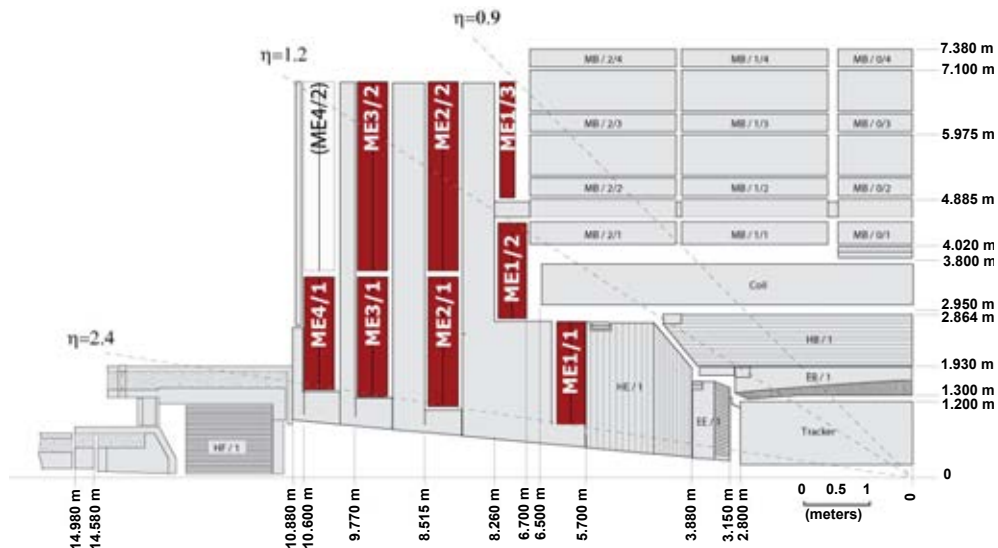 η=0.9
η=1.2
η=2.4
7.380 m
7.100 m
5.975 m
4.885 m
4.020 m
3.800 m
2.950 m
2.864 m
1.930 m
1.300 m
1.200 m
0
MB / 2/4
MB / 1/4
MB / 0/4
MB / 2/3
MB / 1/3
MB / 0/3
MB / 2/2
MB / 1/2
MB / 0/2
MB / 2/1
MB / 1/1
MB / 0/1
(ME4/2)
ME3/2
ME2/2
ME1/3
ME1/2
ME4/1
ME3/1
ME2/1
ME1/1
Coil
HB / 1
HE / 1
EB / 1
EE / 1
Tracker
HF / 1
14.980 m
14.580 m
10.880 m
10.600 m
9.770 m
8.515 m
8.260 m
6.700 m
6.500 m
5.700 m
3.880 m
3.150 m
2.800 m
0
0 0.5 1
(meters)